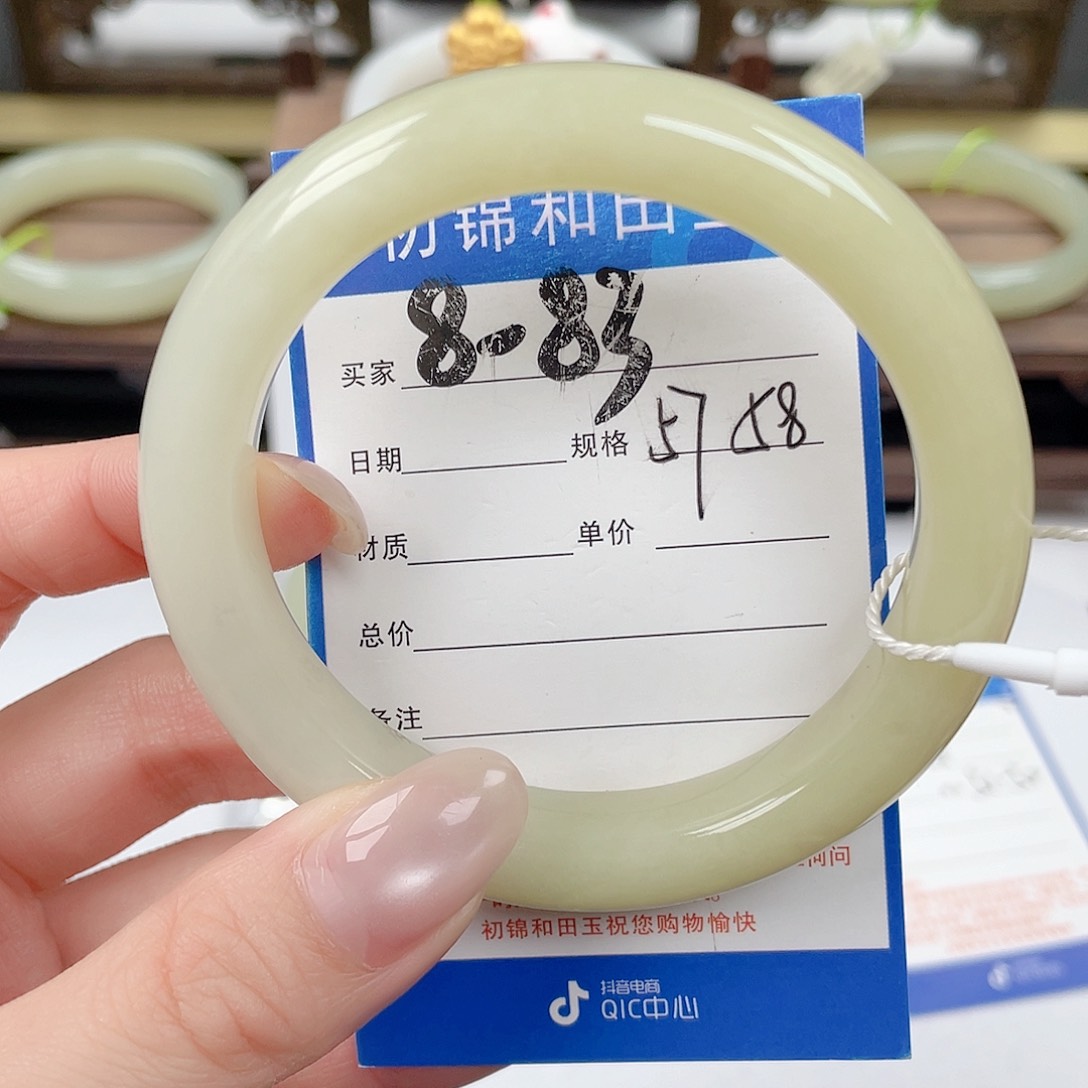 初锦和田玉
买家 8-83
日期 规格 57 58
材质 单价
总价
备注
初锦和田玉祝您购物愉快
抖音电商
QIC中心